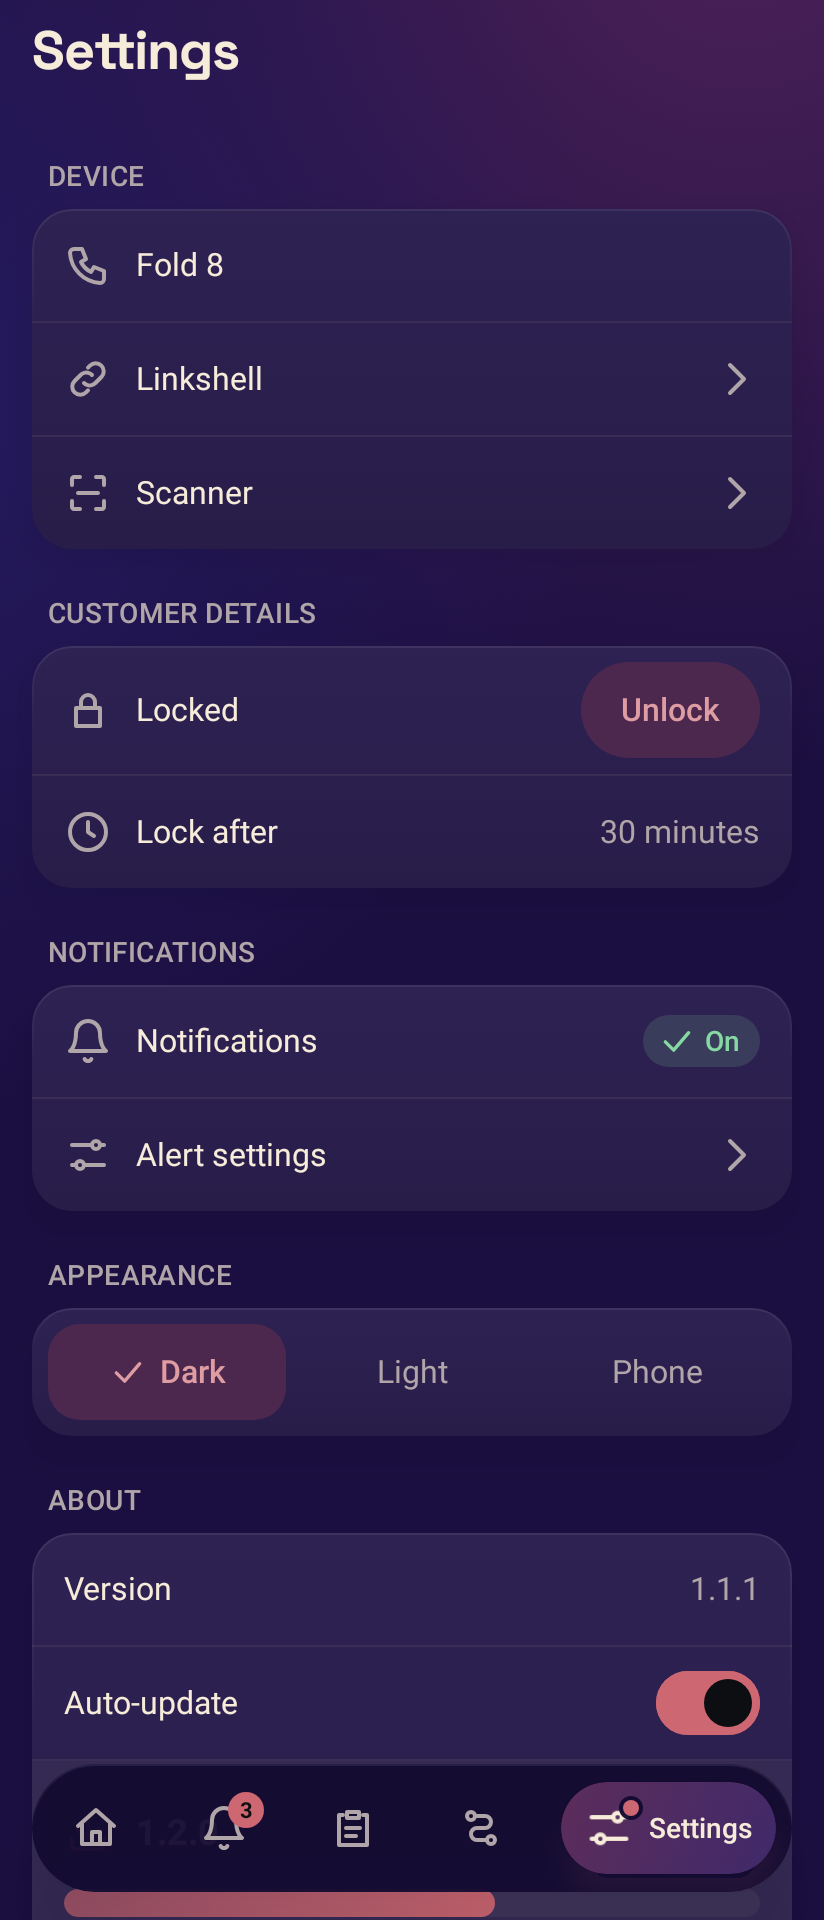 Settings
DEVICE
Fold 8
Linkshell
Scanner
CUSTOMER DETAILS
Locked
Unlock
Lock after
30 minutes
NOTIFICATIONS
Notifications
On
Alert settings
APPEARANCE
Dark
Light
Phone
ABOUT
Version
1.1.1
Auto-update
3
Settings